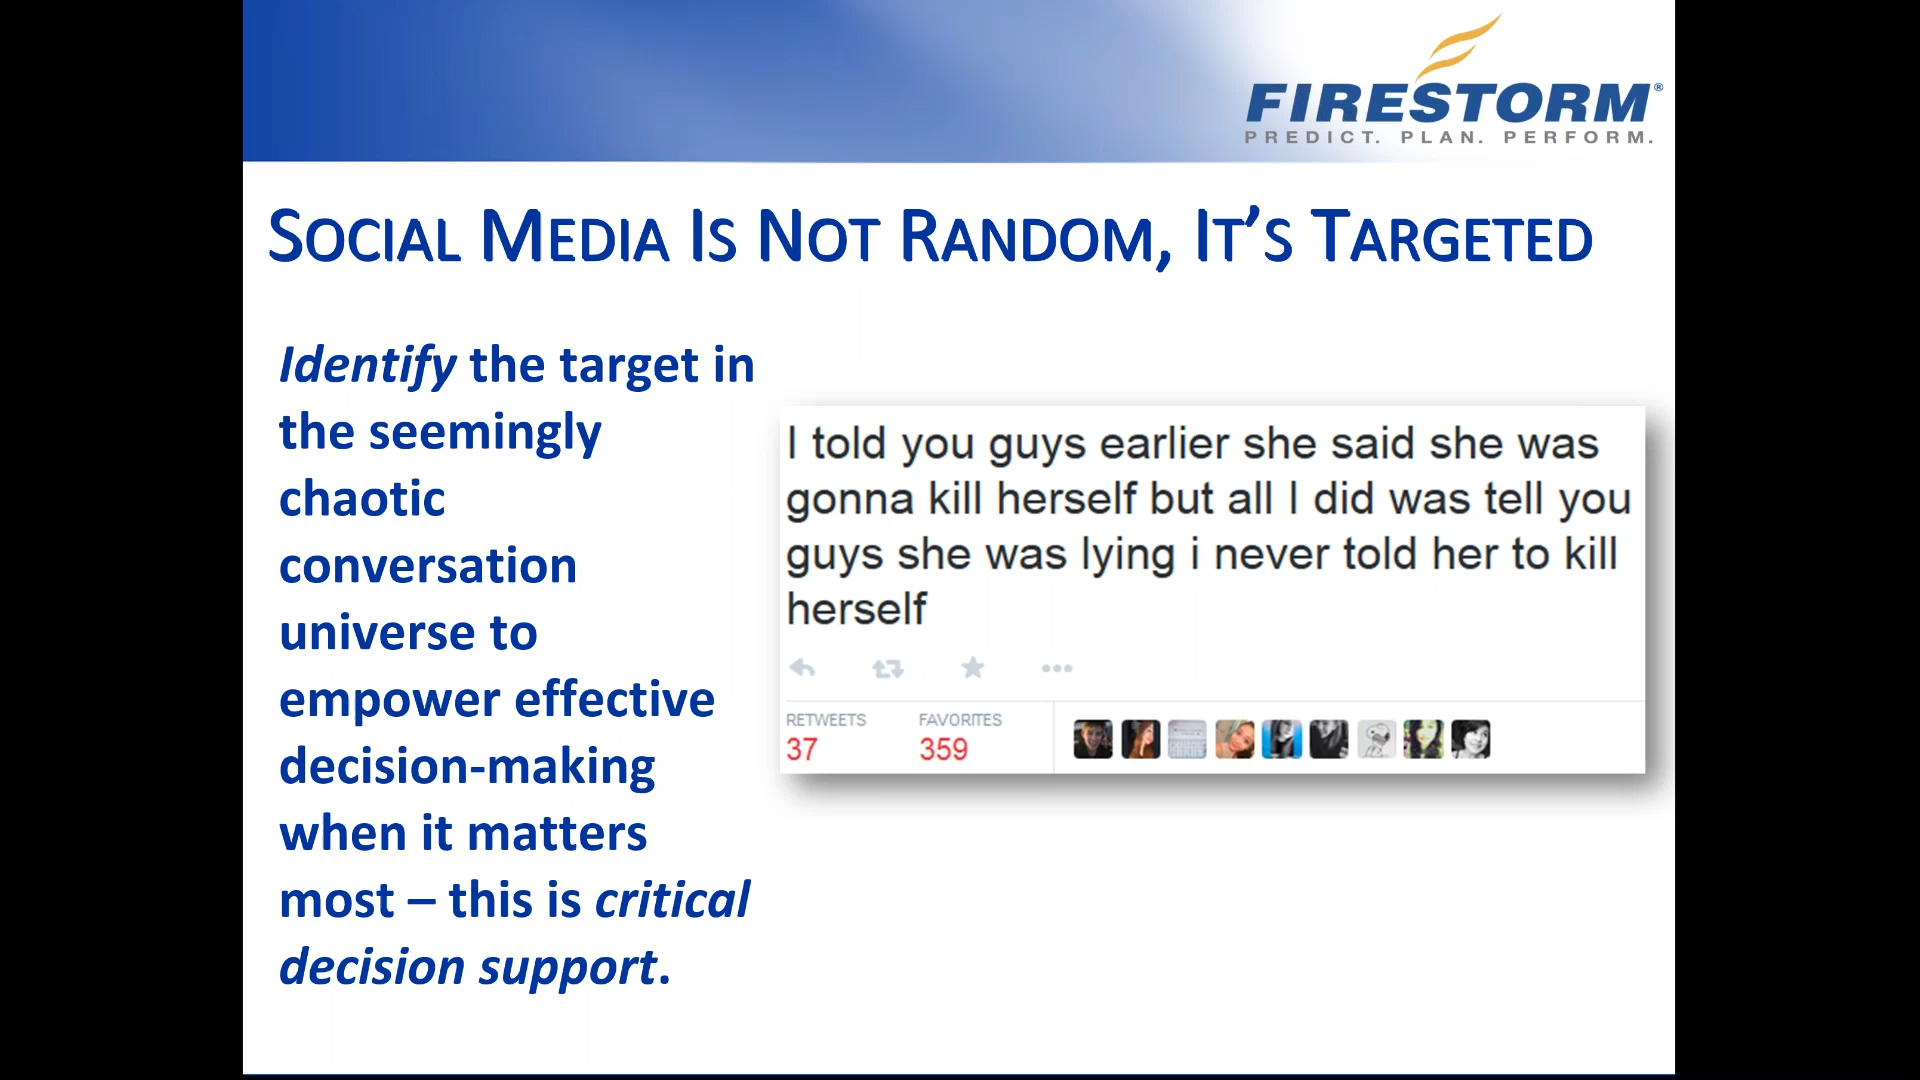 FIRESTORM®
PREDICT. PLAN. PERFORM.
SOCIAL MEDIA IS NOT RANDOM, IT’S TARGETED
Identify the target in
the seemingly
chaotic
conversation
universe to
empower effective
decision-making
when it matters
most – this is critical
decision support.
I told you guys earlier she said she was
gonna kill herself but all I did was tell you
guys she was lying i never told her to kill
herself
RETWEETS FAVORITES
37 359